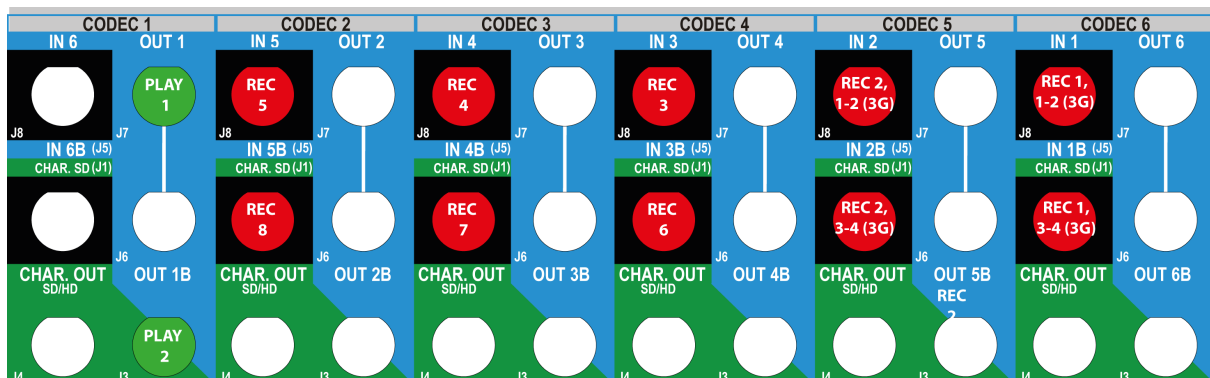 CODEC 1 CODEC 2 CODEC 3 CODEC 4 CODEC 5 CODEC 6
IN 6 OUT 1 IN 5 OUT 2 IN 4 OUT 3 IN 3 OUT 4 IN 2 OUT 5 IN 1 OUT 6
PLAY 1
REC 5
REC 4
REC 3
REC 2,
1-2 (3G)
REC 1,
1-2 (3G)
J8 J7 J8 J7 J8 J7 J8 J7 J8 J7 J8 J7
IN 6B (J5) IN 5B (J5) IN 4B (J5) IN 3B (J5) IN 2B (J5) IN 1B (J5)
CHAR. SD (J1) CHAR. SD (J1) CHAR. SD (J1) CHAR. SD (J1) CHAR. SD (J1) CHAR. SD (J1)
REC 8
REC 7
REC 6
REC 2,
3-4 (3G)
REC 1,
3-4 (3G)
J6 J6 J6 J6 J6 J6
CHAR. OUT OUT 1B CHAR. OUT OUT 2B CHAR. OUT OUT 3B CHAR. OUT OUT 4B CHAR. OUT OUT 5B CHAR. OUT OUT 6B
SD/HD SD/HD SD/HD SD/HD SD/HD SD/HD
REC
2
PLAY 2
J4 J3 J4 J3 J4 J3 J4 J3 J4 J3 J4 J3